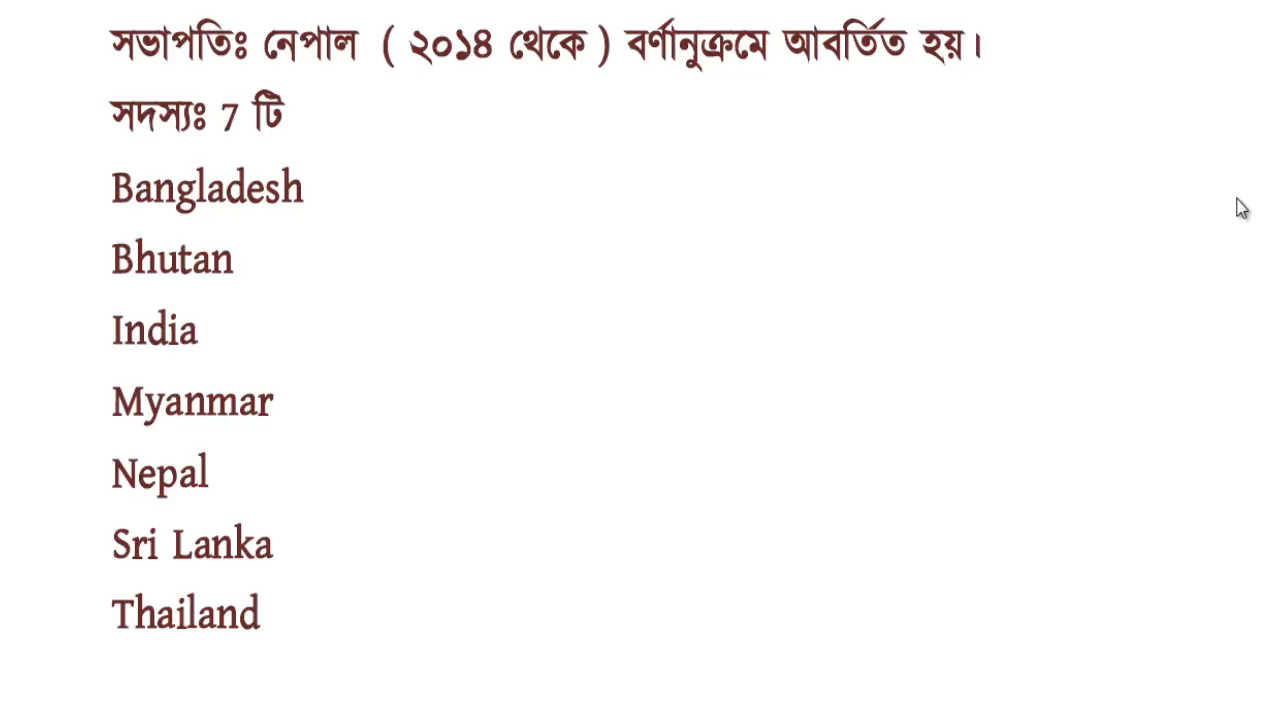 সভাপতিঃ নেপাল ( ২০১৪ থেকে ) বর্ণানুক্রমে আবর্তিত হয়।
সদস্যঃ 7 টি
Bangladesh
Bhutan
India
Myanmar
Nepal
Sri Lanka
Thailand